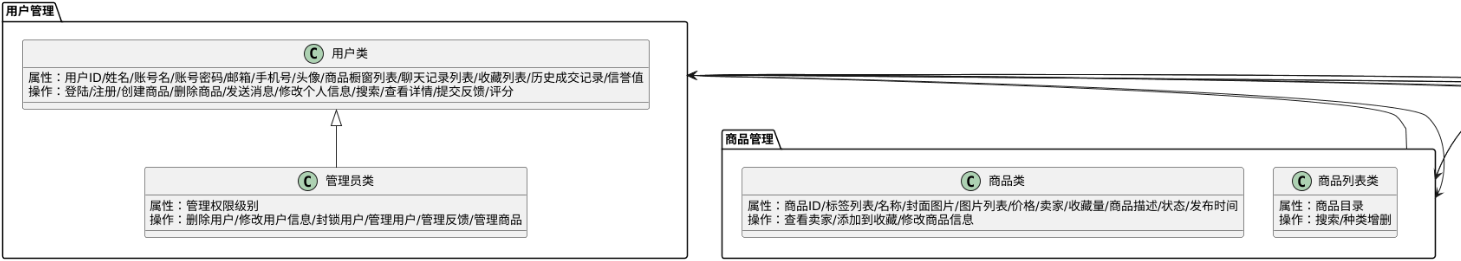 用户管理
C 用户类
属性：用户ID/姓名/账号名/账号密码/邮箱/手机号/头像/商品橱窗列表/聊天记录列表/收藏列表/历史成交记录/信誉值
操作：登陆/注册/创建商品/删除商品/发送消息/修改个人信息/搜索/查看详情/提交反馈/评分
C 管理员类
属性：管理权限级别
操作：删除用户/修改用户信息/封锁用户/管理用户/管理反馈/管理商品
商品管理
C 商品类
属性：商品ID/标签列表/名称/封面图片/图片列表/价格/卖家/收藏量/商品描述/状态/发布时间
操作：查看卖家/添加到收藏/修改商品信息
C 商品列表类
属性：商品目录
操作：搜索/种类增删